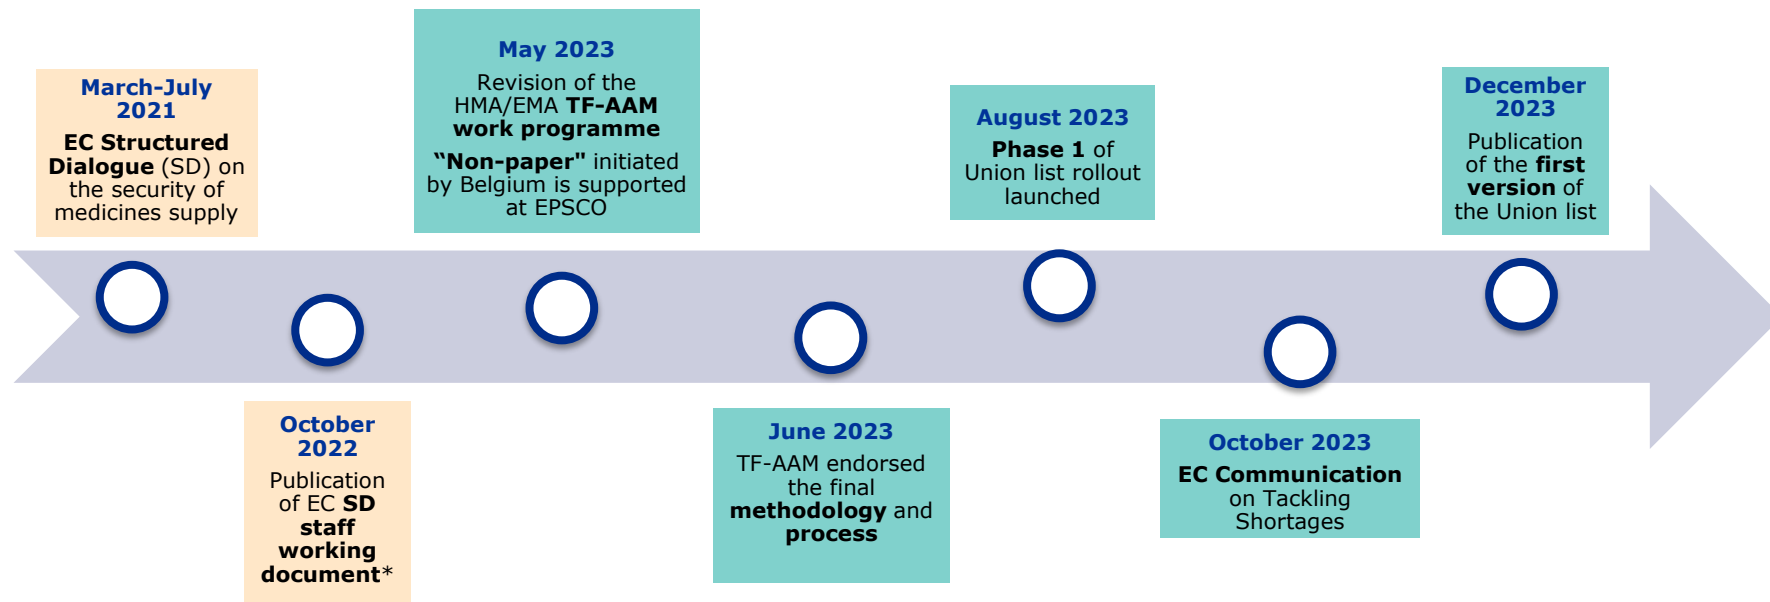 March-July
2021
EC Structured
Dialogue (SD) on
the security of
medicines supply
October
2022
Publication
of EC SD
staff
working
document*
May 2023
Revision of the
HMA/EMA TF-AAM
work programme
“Non-paper" initiated
by Belgium is supported
at EPSCO
June 2023
TF-AAM endorsed
the final
methodology and
process
August 2023
Phase 1 of
Union list rollout
launched
October 2023
EC Communication
on Tackling
Shortages
December
2023
Publication
of the first
version of
the Union list